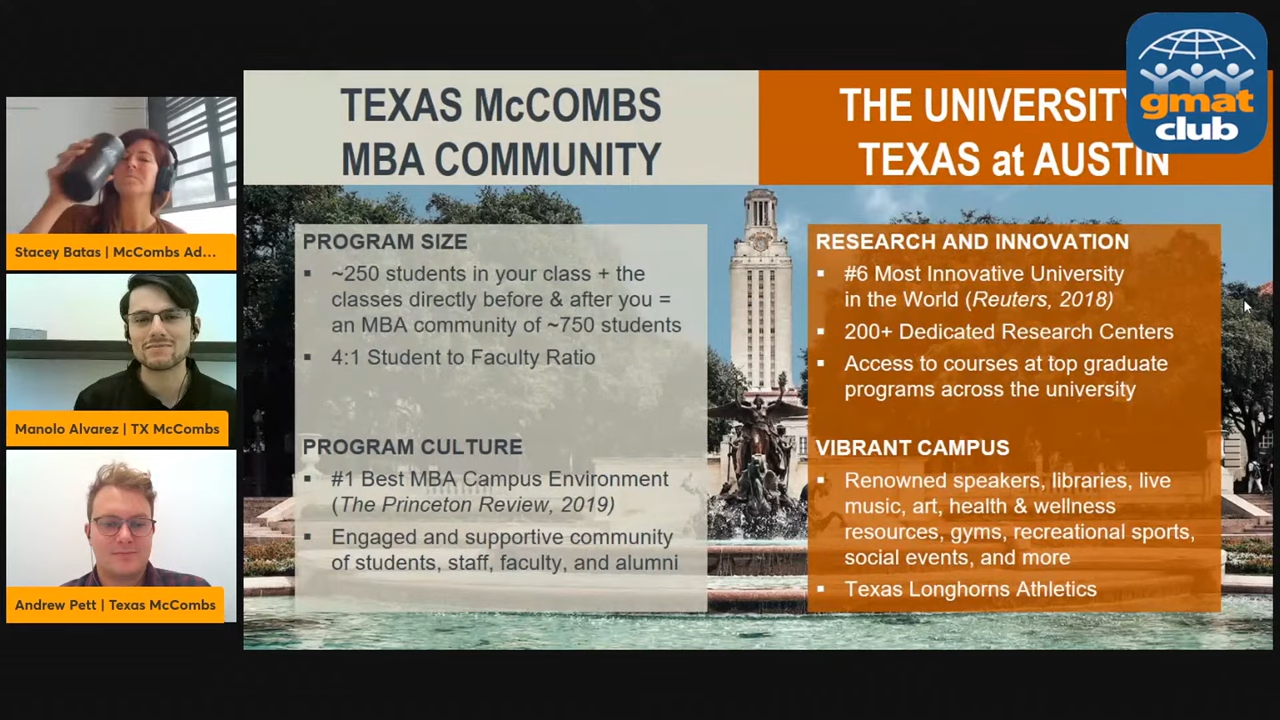 gmat
club
TEXAS McCOMBS
MBA COMMUNITY
THE UNIVERSITY
TEXAS at AUSTIN
PROGRAM SIZE
▪ ~250 students in your class + the
classes directly before & after you =
an MBA community of ~750 students
▪ 4:1 Student to Faculty Ratio
PROGRAM CULTURE
▪ #1 Best MBA Campus Environment
(The Princeton Review, 2019)
▪ Engaged and supportive community
of students, staff, faculty, and alumni
RESEARCH AND INNOVATION
▪ #6 Most Innovative University
in the World (Reuters, 2018)
▪ 200+ Dedicated Research Centers
▪ Access to courses at top graduate
programs across the university
VIBRANT CAMPUS
▪ Renowned speakers, libraries, live
music, art, health & wellness
resources, gyms, recreational sports,
social events, and more
▪ Texas Longhorns Athletics
Stacey Batas | McCombs Ad...
Manolo Alvarez | TX McCombs
Andrew Pett | Texas McCombs